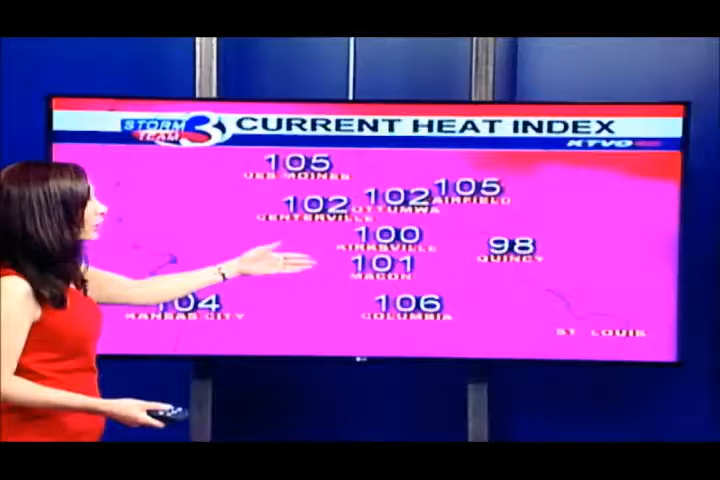 STORM 3 CURRENT HEAT INDEX
TEAM
KTVO
105
DES MOINES
102 102 105
CENTERVILLE OTTUMWA AIRFIELD
100
KIRKSVILLE
98
QUINCY
101
MACON
104 106
KANSAS CITY COLUMBIA
ST LOUIS